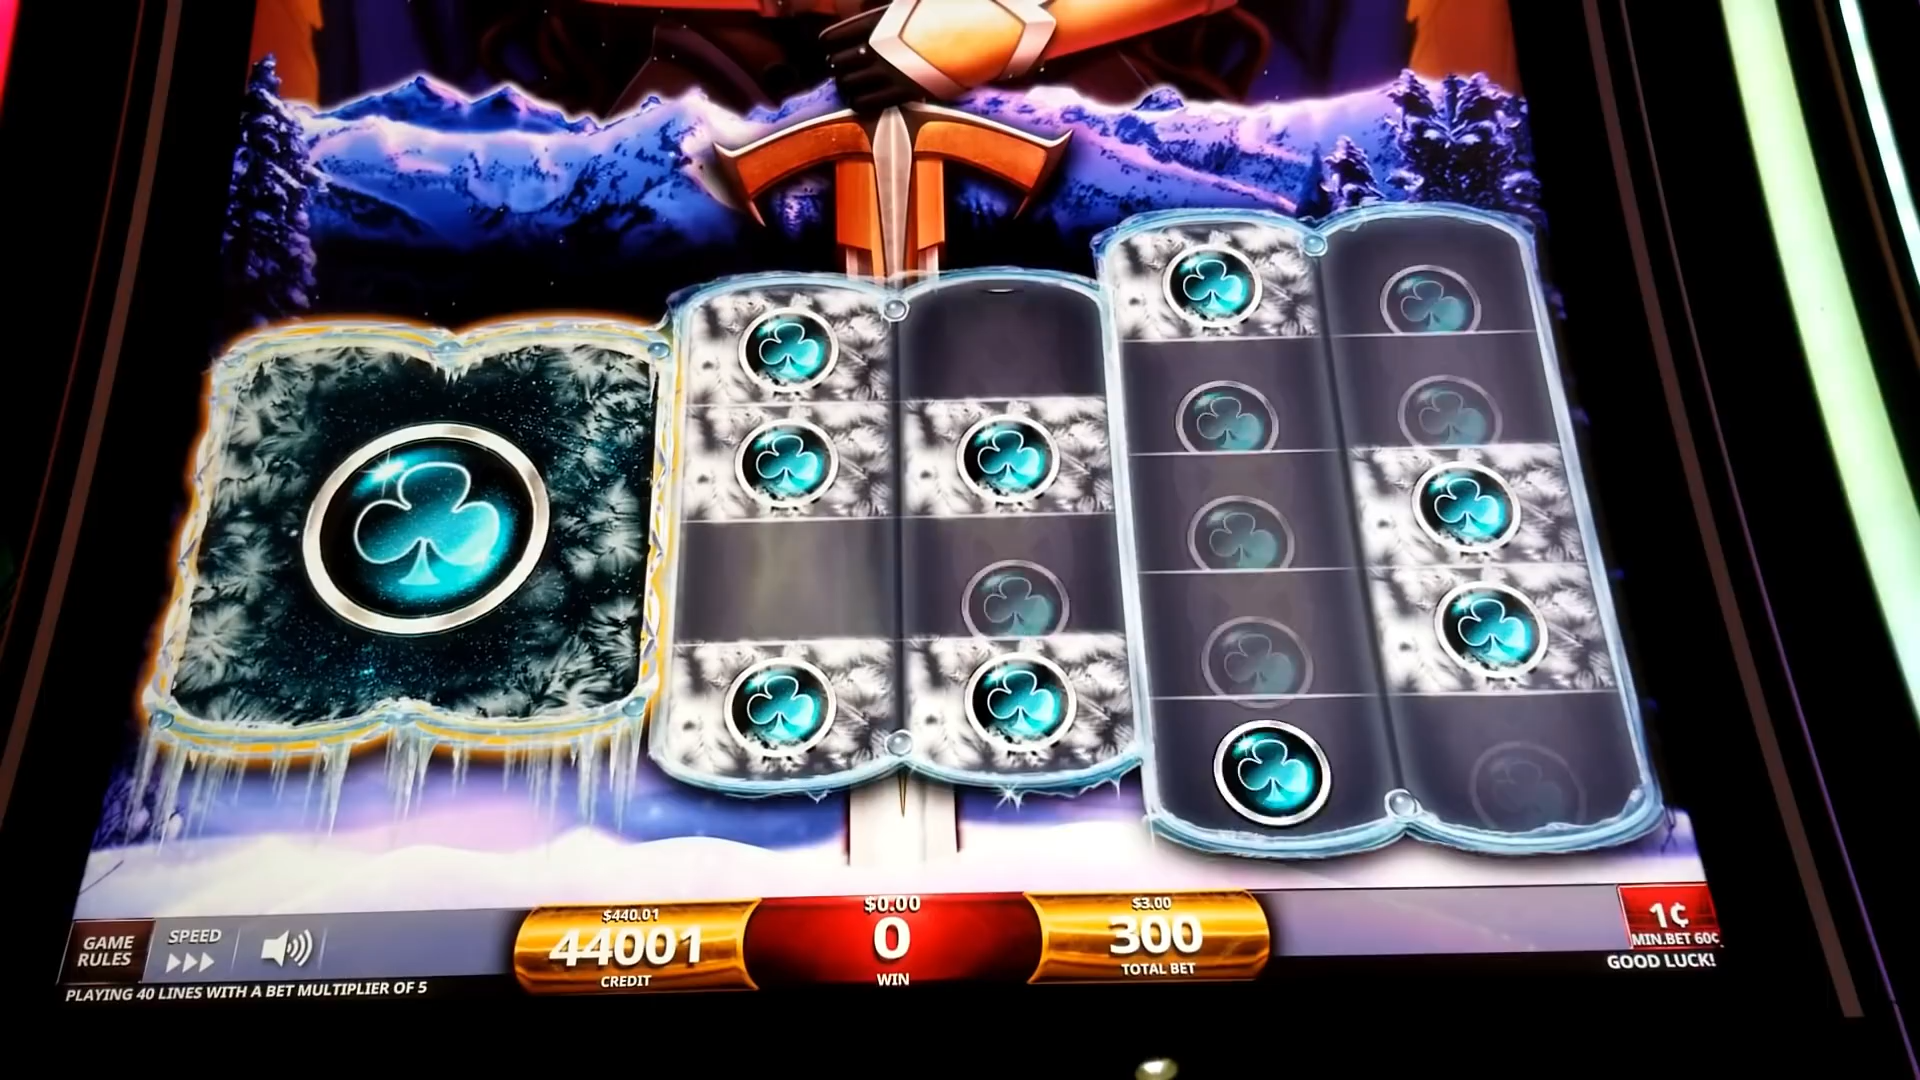 GAME
RULES
SPEED
$440.01
44001
CREDIT
$0.00
0
WIN
$3.00
300
TOTAL BET
1¢
MIN.BET 60¢
GOOD LUCK!
PLAYING 40 LINES WITH A BET MULTIPLIER OF 5